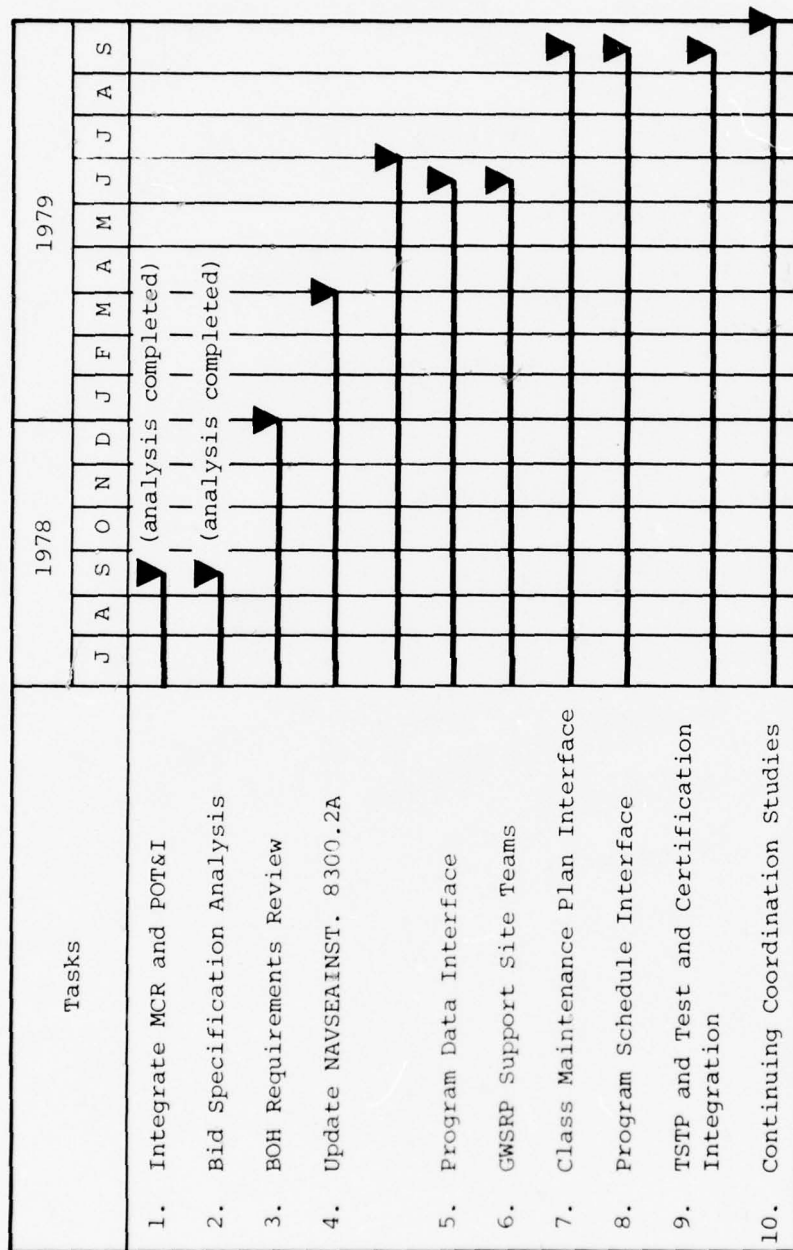 Tasks
1978
1979
J A S O N D J F M A M J J A S
1. Integrate MCR and POT&I
(analysis completed)
2. Bid Specification Analysis
(analysis completed)
3. BOH Requirements Review
4. Update NAVSEAINST. 8300.2A
5. Program Data Interface
6. GWSRP Support Site Teams
7. Class Maintenance Plan Interface
8. Program Schedule Interface
9. TSTP and Test and Certification
Integration
10. Continuing Coordination Studies